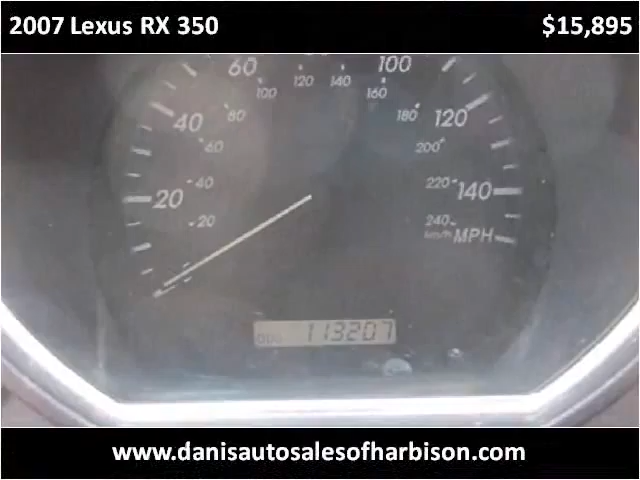 2007 Lexus RX 350 $15,895
60 100
100 120 140 160
40 80 180 120
60 200
20 40 220 140
20 240
km/h MPH
ODO 113207
www.danisautosalesofharbison.com